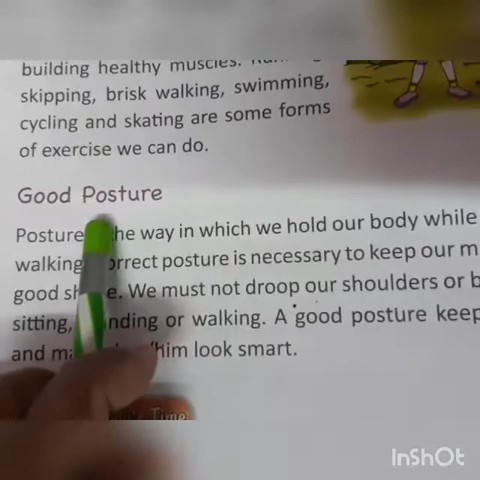 building healthy muscles.
skipping, brisk walking, swimming,
cycling and skating are some forms
of exercise we can do.
Good Posture
Posture the way in which we hold our body while
walking orrect posture is necessary to keep our m
good sh e. We must not droop our shoulders or b
sitting, nding or walking. A good posture keep
and ma him look smart.
Time
InShOt